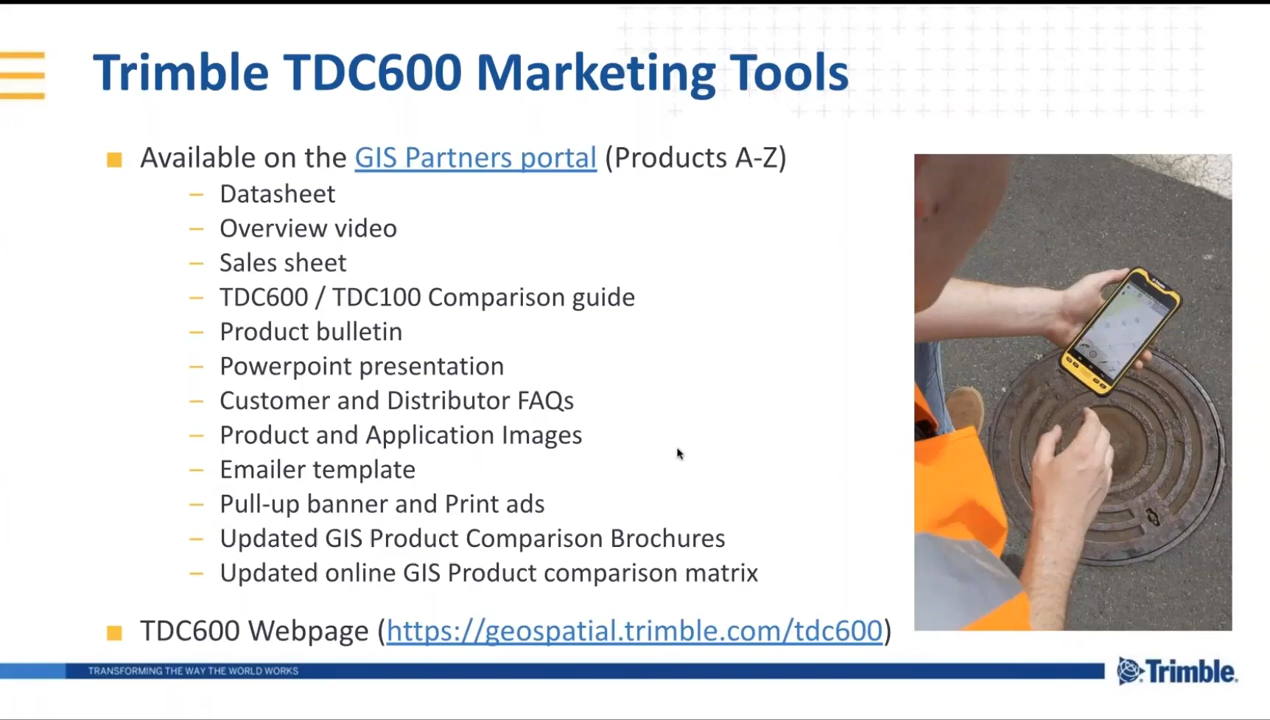 Trimble TDC600 Marketing Tools
Available on the GIS Partners portal (Products A-Z)
– Datasheet
– Overview video
– Sales sheet
– TDC600 / TDC100 Comparison guide
– Product bulletin
– Powerpoint presentation
– Customer and Distributor FAQs
– Product and Application Images
– Emailer template
– Pull-up banner and Print ads
– Updated GIS Product Comparison Brochures
– Updated online GIS Product comparison matrix
TDC600 Webpage (https://geospatial.trimble.com/tdc600)
TRANSFORMING THE WAY THE WORLD WORKS
Trimble.